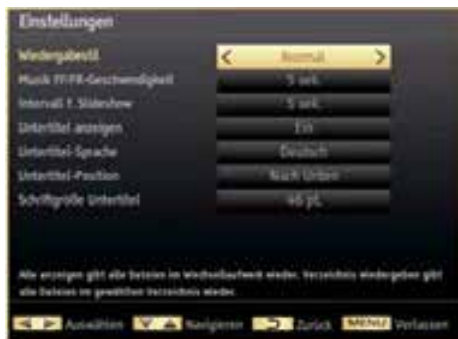 Einstellungen
Wiedergabestil Normal
Musik FF/FR-Geschwindigkeit 5 sek.
Intervall f. Slideshow 5 sek.
Untertitel anzeigen Ein
Untertitel-Sprache Deutsch
Untertitel-Position Nach Unten
Schriftgröße Untertitel 46 pt.
Alle anzeigen gibt alle Dateien im Wechsellaufwerk wieder. Verzeichnis wiedergeben gibt
alle Dateien im gewählten Verzeichnis wieder.
Auswählen Navigieren Zurück MENU Verlassen